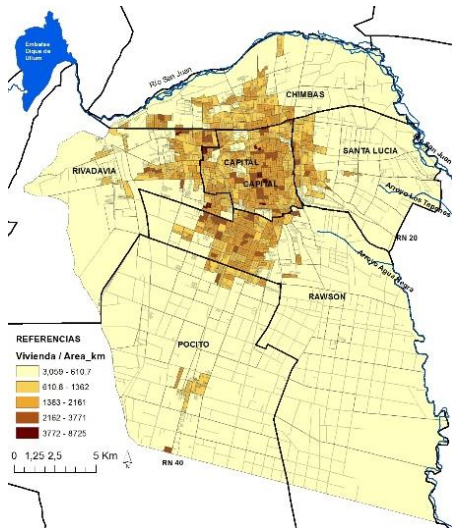 Embalse
Dique de
Ullum
Río San Juan
CHIMBAS
San Juan
CAPITAL
SANTA LUCIA
RIVADAVIA
CAPITAL
Arroyo Los Tapones
RN 20
Arroyo Agua Negra
RAWSON
POCITO
REFERENCIAS
Vivienda / Area_km
3,059 - 610.7
610.8 - 1362
1363 - 2161
2162 - 3771
3772 - 8725
0 1,25 2,5 5 Km
RN 40